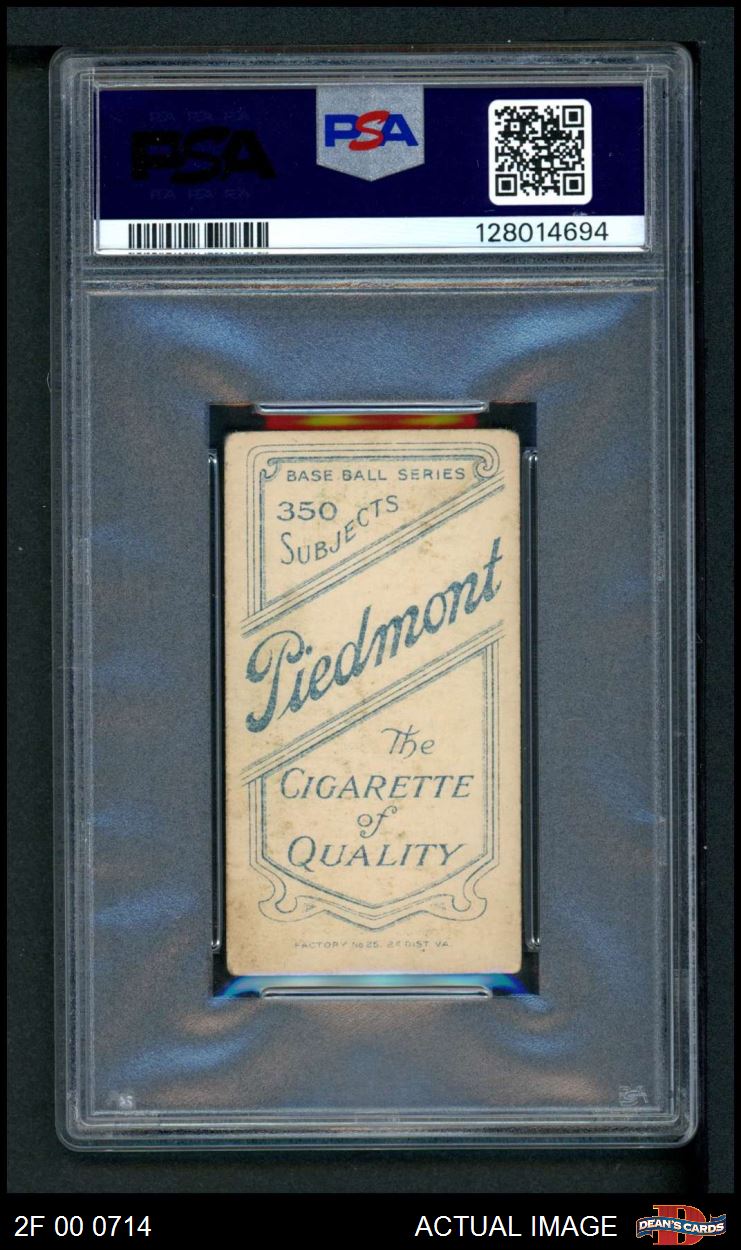 PSA
PSA
128014694
BASE BALL SERIES
350
SUBJECTS
Piedmont
The
CIGARETTE
of
QUALITY
FACTORY No 25. 2d DIST. VA.
2F 00 0714
ACTUAL IMAGE
DEAN'S CARDS